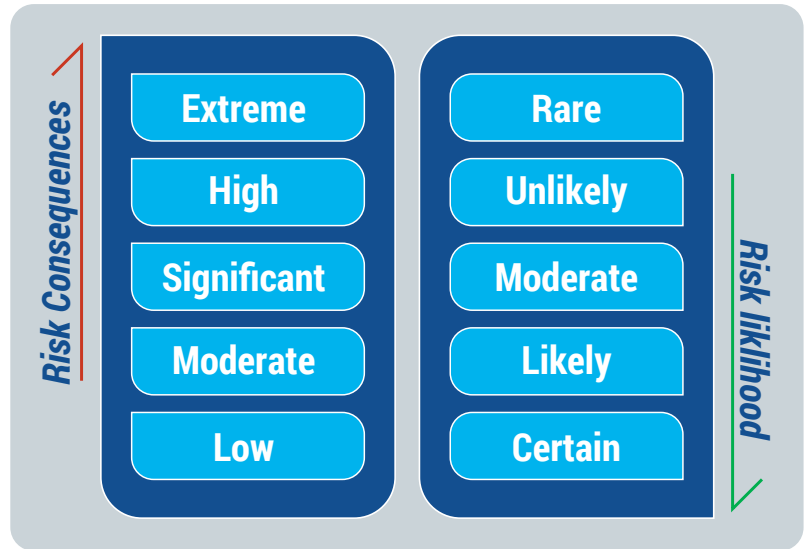 Risk Consequences
Extreme
High
Significant
Moderate
Low
Rare
Unlikely
Moderate
Likely
Certain
Risk liklihood